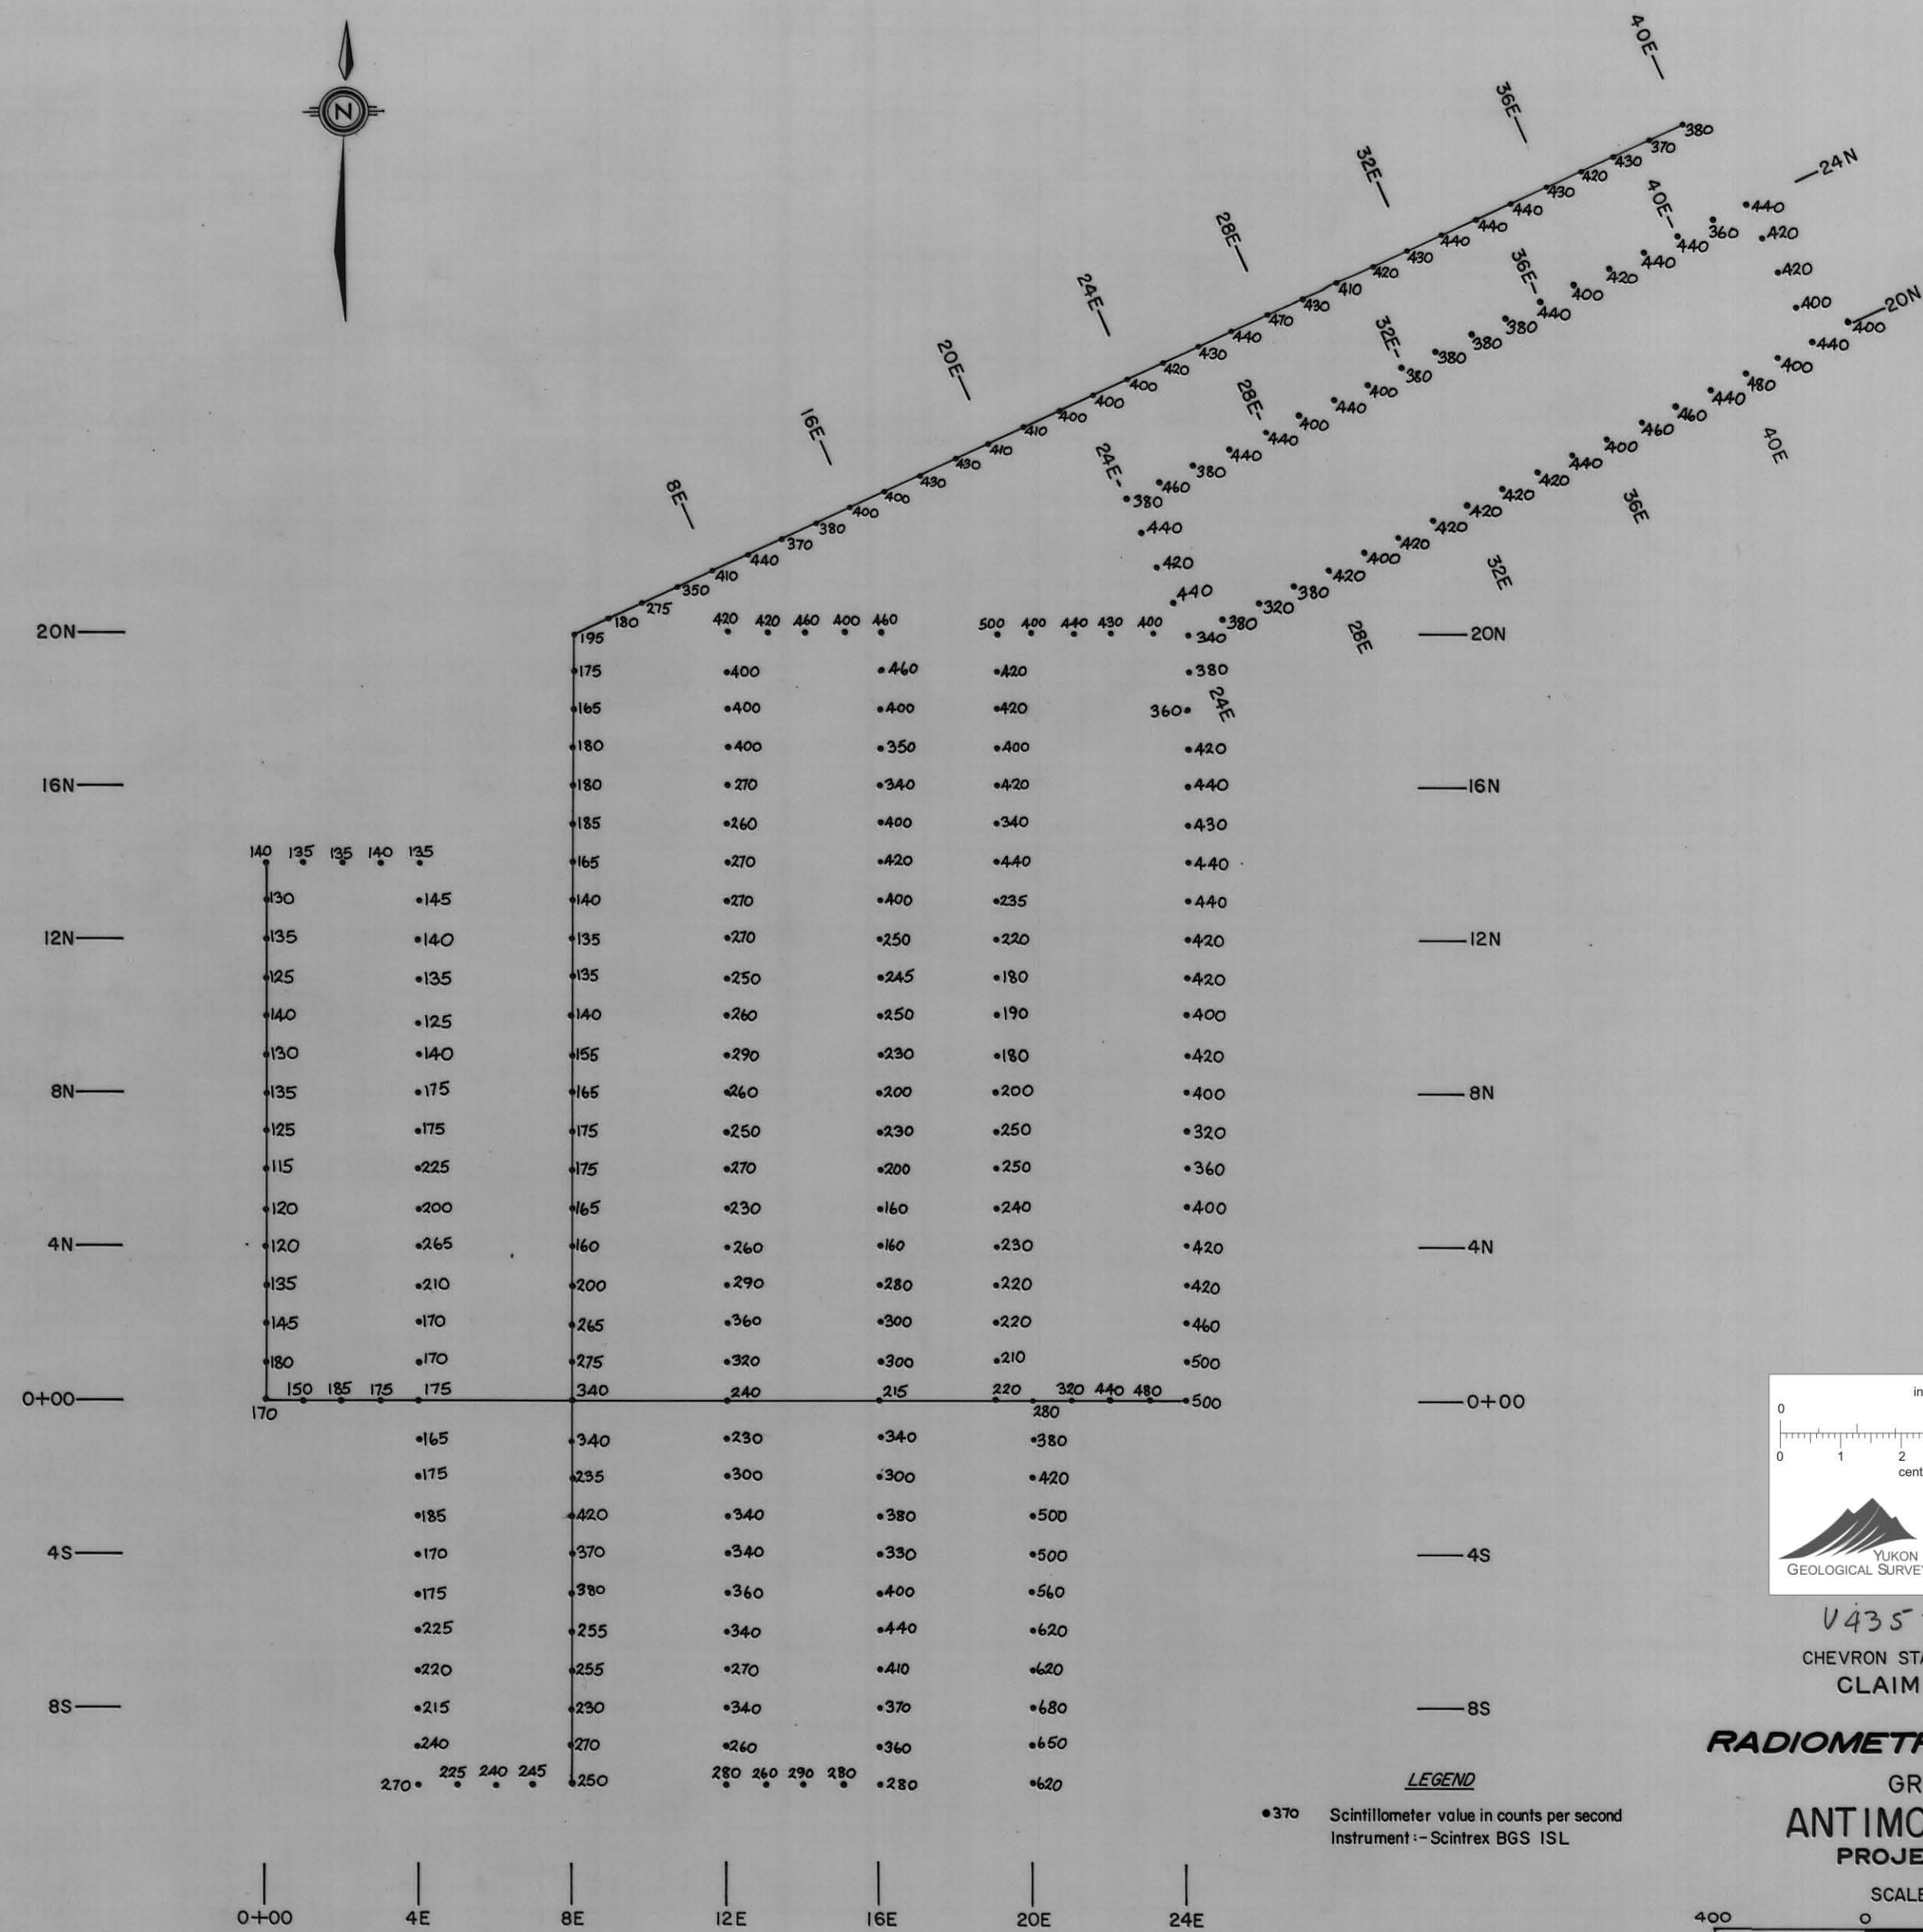 40E
36E
32E
28E
24E
20E
16E
8E
380
370
430
420
430
440
440
440
430
420
410
430
470
440
430
420
400
400
400
410
410
430
430
400
400
380
370
440
410
350
275
180
195
24N
40E
36E
32E
28E
24E
440
360
440
440
420
400
440
380
380
380
380
400
440
400
440
440
380
460
380
420
420
400
440
420
440
20N
400
440
400
480
440
460
460
400
440
420
420
420
420
420
400
420
380
320
380
340
40E
36E
32E
28E
24E
20N 420 420 460 400 460 500 400 440 430 400 20N
175 400 460 420 380
165 400 400 420 360
180 400 350 400 420
16N 180 270 340 420 440 16N
185 260 400 340 430
140 135 135 140 135 165 270 420 440 440
130 145 140 270 400 235 440
12N 135 140 135 270 250 220 420 12N
125 135 135 250 245 180 420
140 125 140 260 250 190 400
130 140 155 290 230 180 420
8N 135 175 165 260 200 200 400 8N
125 175 175 250 230 250 320
115 225 175 270 200 250 360
120 200 165 230 160 240 400
4N 120 265 160 260 160 230 420 4N
135 210 200 290 280 220 420
145 170 265 360 300 220 460
180 170 275 320 300 210 500
0+00 150 185 175 175 340 240 215 220 320 440 480 500 0+00
170 280
165 340 230 340 380
175 235 300 300 420
185 420 340 380 500
4S 170 370 340 330 500 4S
175 380 360 400 560
225 255 340 440 620
220 255 270 410 620
8S 215 230 340 370 680 8S
240 270 260 360 650
270 225 240 245 250 280 260 290 280 280 620
LEGEND
370 Scintillometer value in counts per second
Instrument:- Scintrex BGS ISL
0+00 4E 8E 12E 16E 20E 24E
in
0
0 1 2
cent
YUKON
GEOLOGICAL SURVE
V435
CHEVRON STA
CLAIM
RADIOMETR
GR
ANTIMO
PROJE
SCALE
400 0